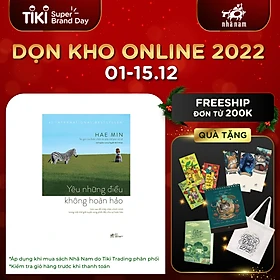 TIKI Super Brand Day
nhã nam
DỌN KHO ONLINE 2022
01-15.12
FREESHIP
ĐƠN TỪ 200K
QUÀ TẶNG
HAE MIN
Yêu những điều
không hoàn hảo
*Áp dụng khi mua sách Nhã Nam do Tiki Trading phân phối
*Kiểm tra giỏ hàng trước khi thanh toán